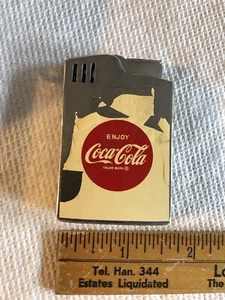 ENJOY
Coca-Cola
TRADE MARK ®
1 2
Tel. Han. 344
Estates Liquidated
The